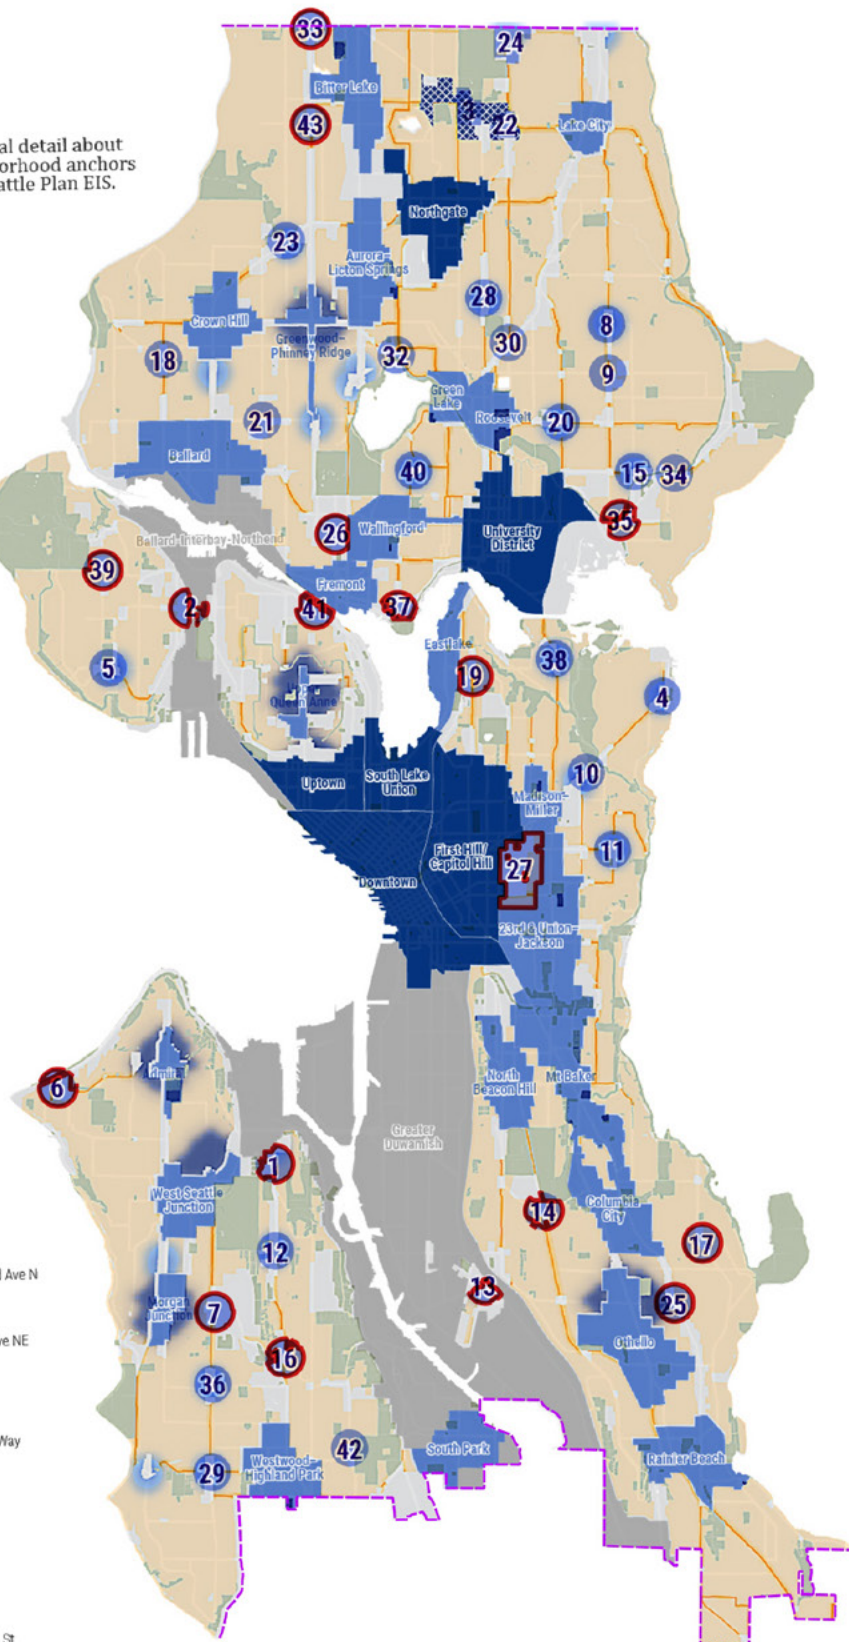 33
24
Bitter Lake
43
22
Lake City
al detail about
orhood anchors
attle Plan EIS.
Northgate
23
Aurora-
Licton Springs
28
8
Crown Hill
Greenwood-
Phinney Ridge
30
18
32
9
Green
Lake
21
Roosevelt
20
Ballard
40
15
34
26
Wallingford
University
District
35
Ballard-Interbay-Northend
39
Fremont
2
41
37
Eastlake
5
19
38
Queen Anne
4
Uptown
South Lake
Union
10
Madison-
Miller
First Hill/
Capitol Hill
27
11
Downtown
23rd & Union-
Jackson
6
North
Beacon Hill
Mt Baker
Greater
Duwamish
1
West Seattle
Junction
14
Columbia
City
12
17
l Ave N
13
Morgan
Junction
7
25
ve NE
16
Othello
36
Way
42
South Park
29
Westwood-
Highland Park
Rainier Beach
St